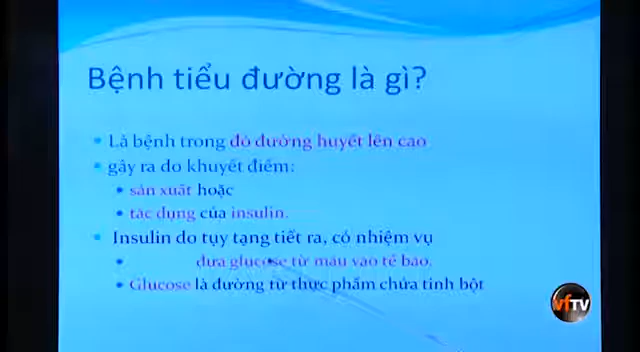 Bệnh tiểu đường là gì?
• Là bệnh trong đó đường huyết lên cao
• gây ra do khuyết điểm:
• sản xuất hoặc
• tác dụng của insulin.
• Insulin do tụy tạng tiết ra, có nhiệm vụ
• đưa glucose từ máu vào tế bào.
• Glucose là đường từ thực phẩm chứa tinh bột
vfTV